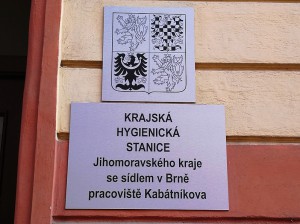 KRAJSKÁ
HYGIENICKÁ
STANICE
Jihomoravského kraje
se sídlem v Brně
pracoviště Kabátníkova